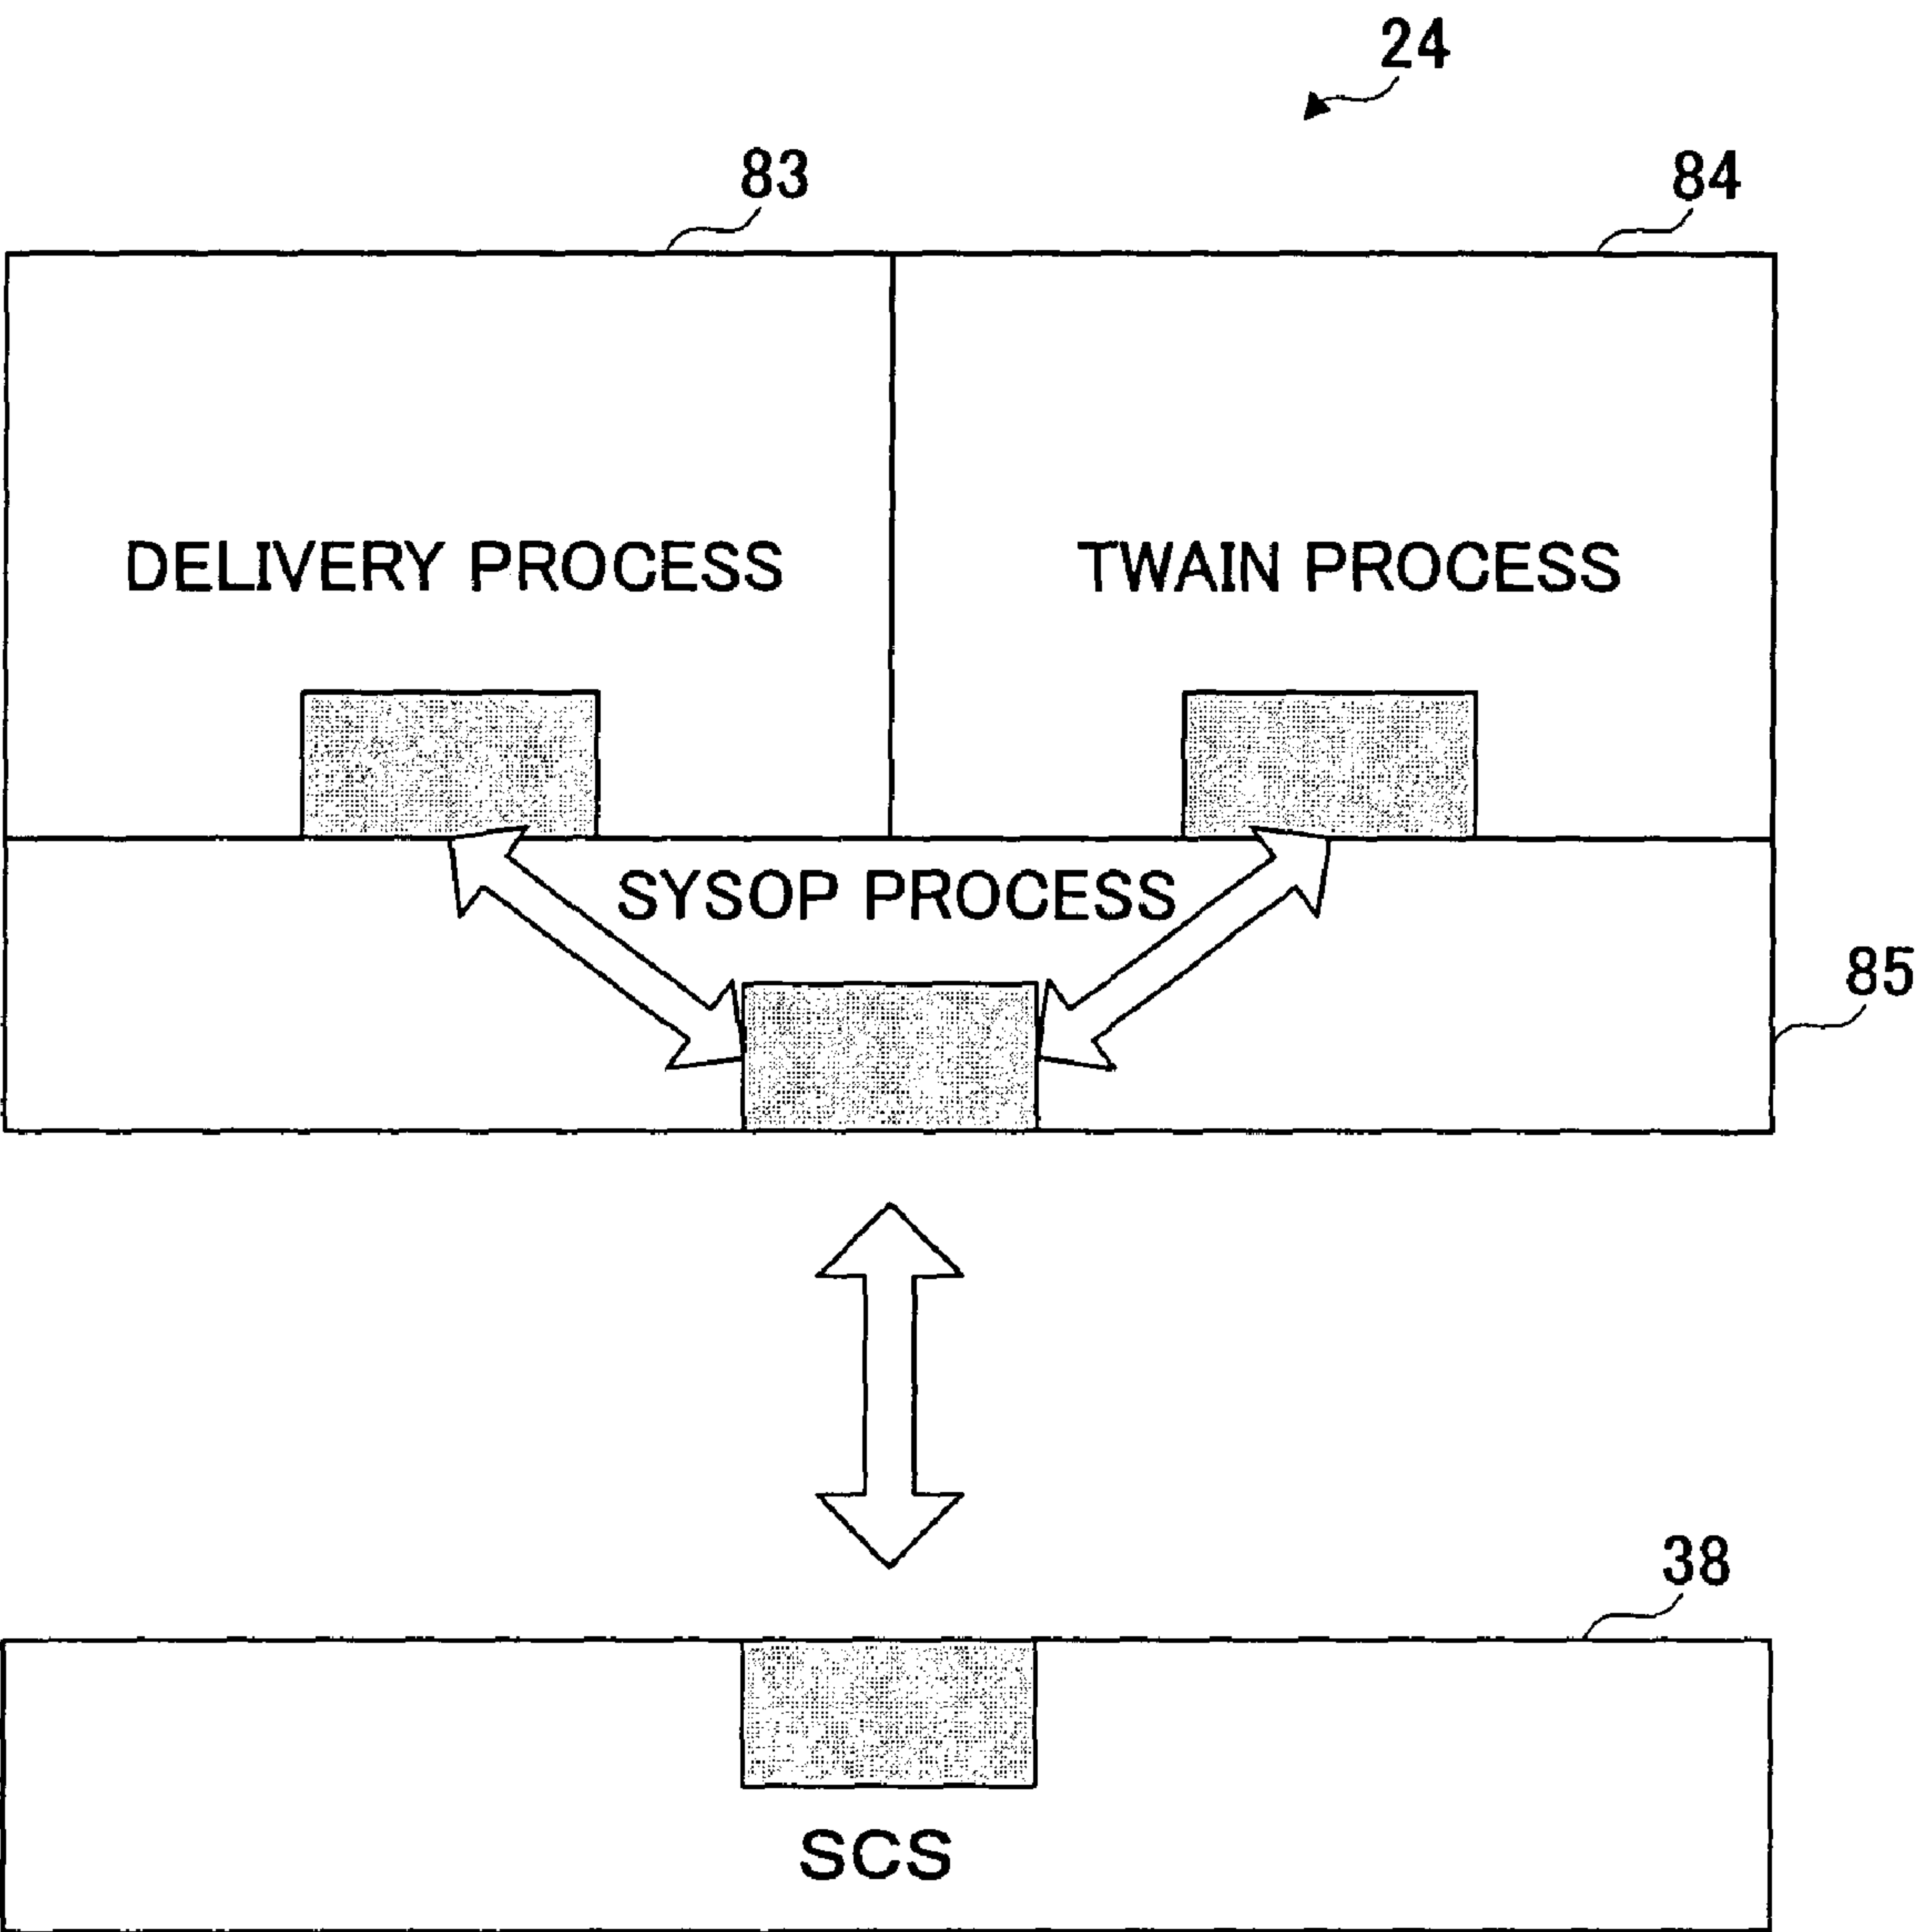 24
83
84
DELIVERY PROCESS
TWAIN PROCESS
SYSOP PROCESS
85
38
SCS